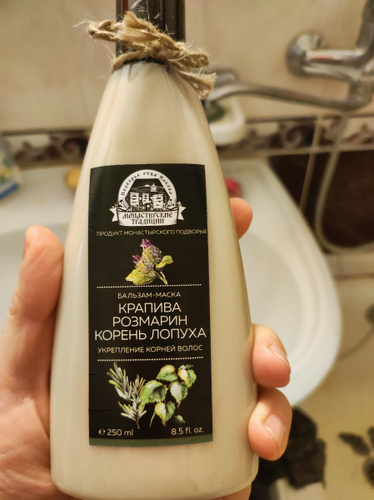 МОНАСТЫРСКИЕ
ТРАДИЦИИ
ПРОДУКТ МОНАСТЫРСКОГО ПОДВОРЬЯ
БАЛЬЗАМ-МАСКА
КРАПИВА
РОЗМАРИН
КОРЕНЬ ЛОПУХА
УКРЕПЛЕНИЕ КОРНЕЙ ВОЛОС
℮ 250 ml 8.5 fl. oz.